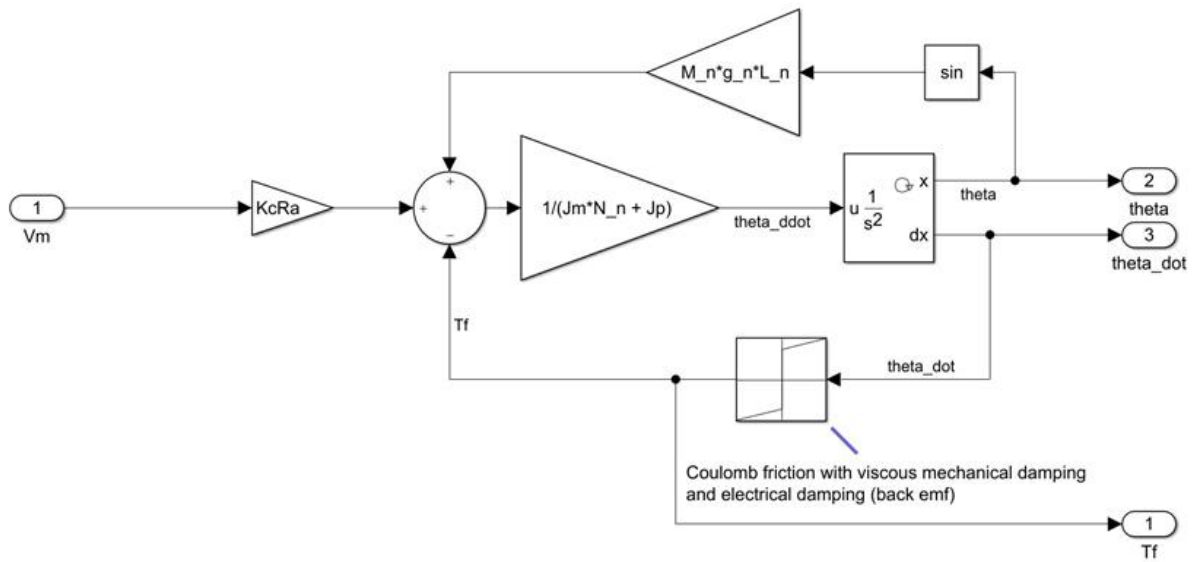 M_n*g_n*L_n
sin
1
Vm
KcRa
+
+
−
1/(Jm*N_n + Jp)
theta_ddot
u 1/s2
x
dx
theta
2
theta
3
theta_dot
Tf
theta_dot
Coulomb friction with viscous mechanical damping
and electrical damping (back emf)
1
Tf